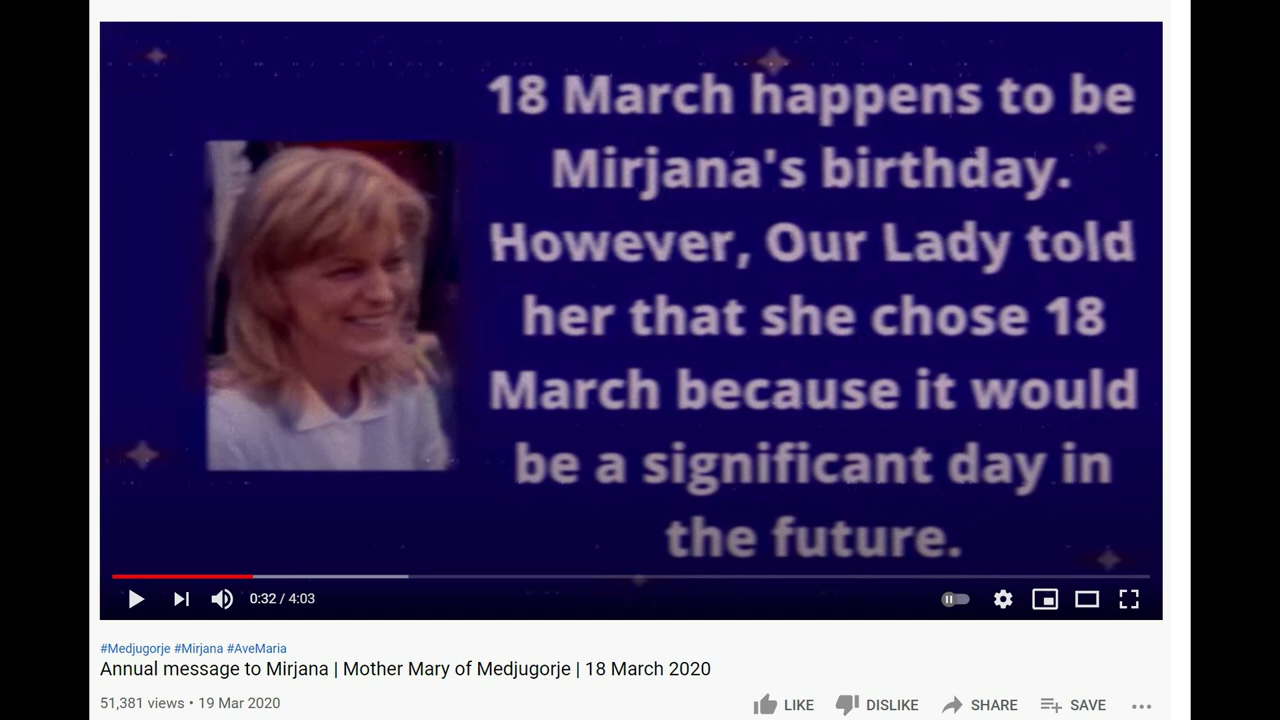 18 March happens to be
Mirjana's birthday.
However, Our Lady told
her that she chose 18
March because it would
be a significant day in
the future.
0:32 / 4:03
#Medjugorje #Mirjana #AveMaria
Annual message to Mirjana | Mother Mary of Medjugorje | 18 March 2020
51,381 views • 19 Mar 2020
LIKE DISLIKE SHARE SAVE